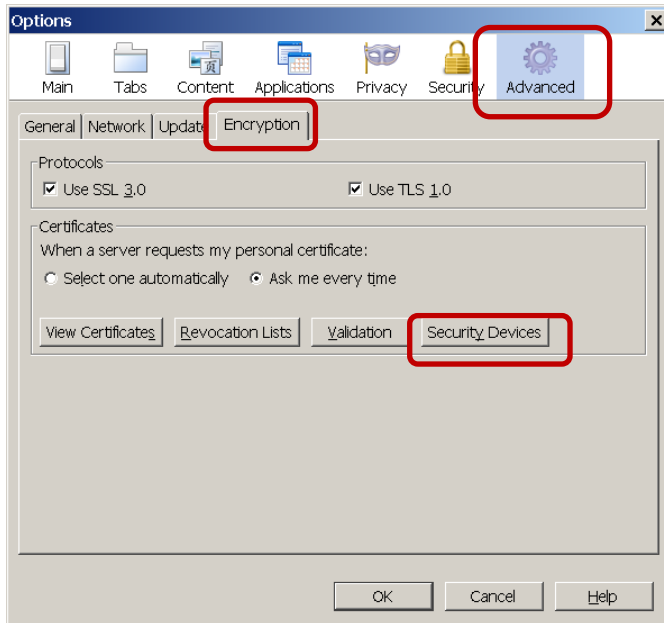 Options
Main Tabs Content Applications Privacy Security Advanced
General Network Update Encryption
Protocols
Use SSL 3.0 Use TLS 1.0
Certificates
When a server requests my personal certificate:
Select one automatically Ask me every time
View Certificates Revocation Lists Validation Security Devices
OK Cancel Help